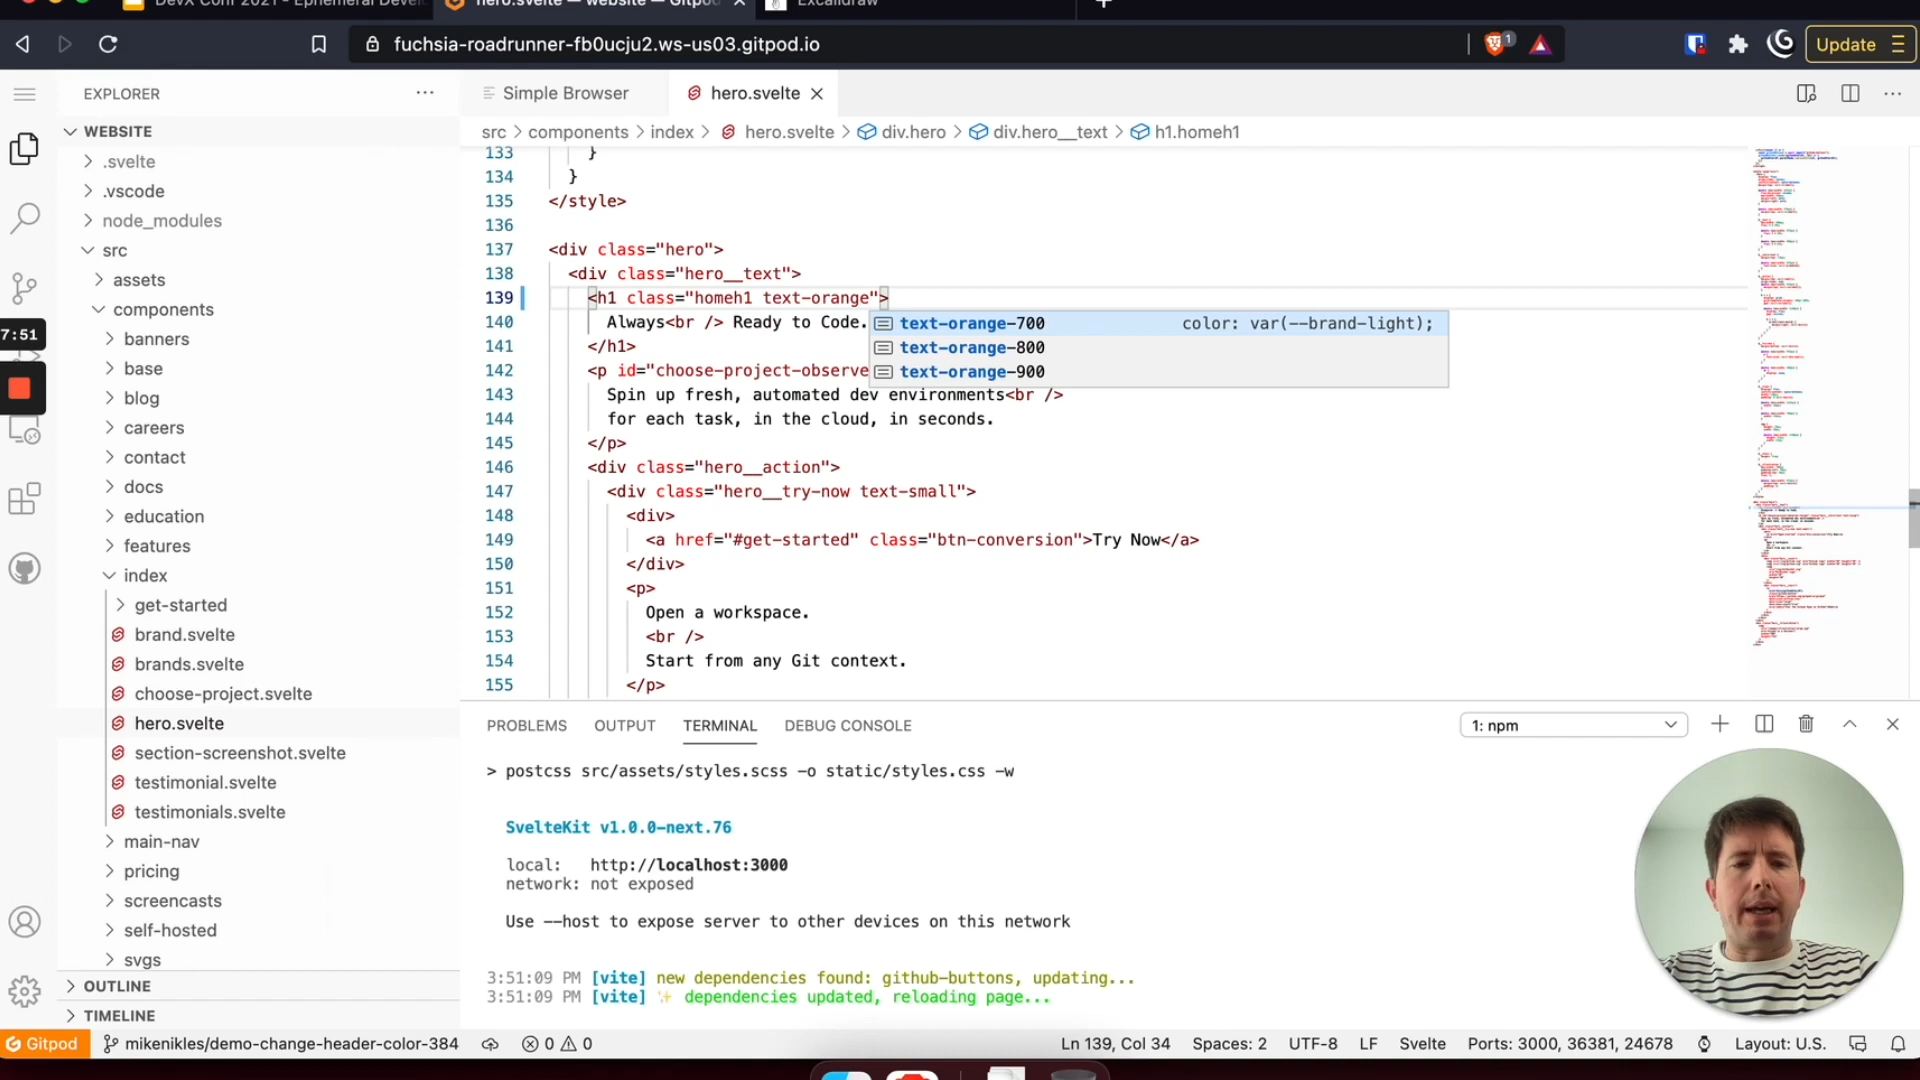 DevX Conf 2021 - Ephemeral Devel
hero.svelte — website — Gitpod
Excalidraw
fuchsia-roadrunner-fb0ucju2.ws-us03.gitpod.io
1
Update
EXPLORER
Simple Browser
hero.svelte
WEBSITE
src > components > index > hero.svelte > div.hero > div.hero__text > h1.homeh1
.svelte
.vscode
node_modules
src
assets
components
banners
base
blog
careers
contact
docs
education
features
index
get-started
brand.svelte
brands.svelte
choose-project.svelte
hero.svelte
section-screenshot.svelte
testimonial.svelte
testimonials.svelte
main-nav
pricing
screencasts
self-hosted
svgs
OUTLINE
TIMELINE
7:51
133 }
134 }
135 </style>
136
137 <div class="hero">
138 <div class="hero__text">
139 <h1 class="homeh1 text-orange">
140 Always<br /> Ready to Code.
141 </h1>
142 <p id="choose-project-observe
143 Spin up fresh, automated dev environments<br />
144 for each task, in the cloud, in seconds.
145 </p>
146 <div class="hero__action">
147 <div class="hero__try-now text-small">
148 <div>
149 <a href="#get-started" class="btn-conversion">Try Now</a>
150 </div>
151 <p>
152 Open a workspace.
153 <br />
154 Start from any Git context.
155 </p>
text-orange-700 color: var(--brand-light);
text-orange-800
text-orange-900
PROBLEMS OUTPUT TERMINAL DEBUG CONSOLE
1: npm
> postcss src/assets/styles.scss -o static/styles.css -w
SvelteKit v1.0.0-next.76
local: http://localhost:3000
network: not exposed
Use --host to expose server to other devices on this network
3:51:09 PM [vite] new dependencies found: github-buttons, updating...
3:51:09 PM [vite] ✨ dependencies updated, reloading page...
Gitpod mikenikles/demo-change-header-color-384 0 0 Ln 139, Col 34 Spaces: 2 UTF-8 LF Svelte Ports: 3000, 36381, 24678 Layout: U.S.